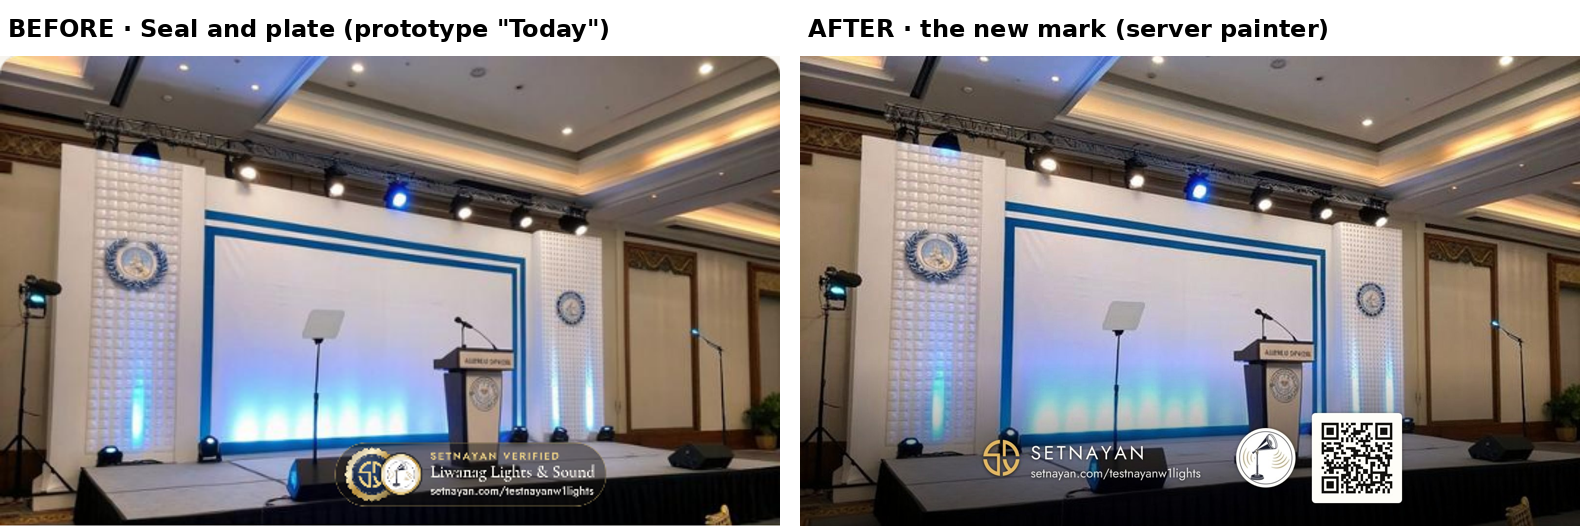 BEFORE · Seal and plate (prototype "Today")
SETNAYAN VERIFIED
Liwanag Lights & Sound
setnayan.com/testnayanw1lights
AFTER · the new mark (server painter)
SETNAYAN
setnayan.com/testnayanw1lights